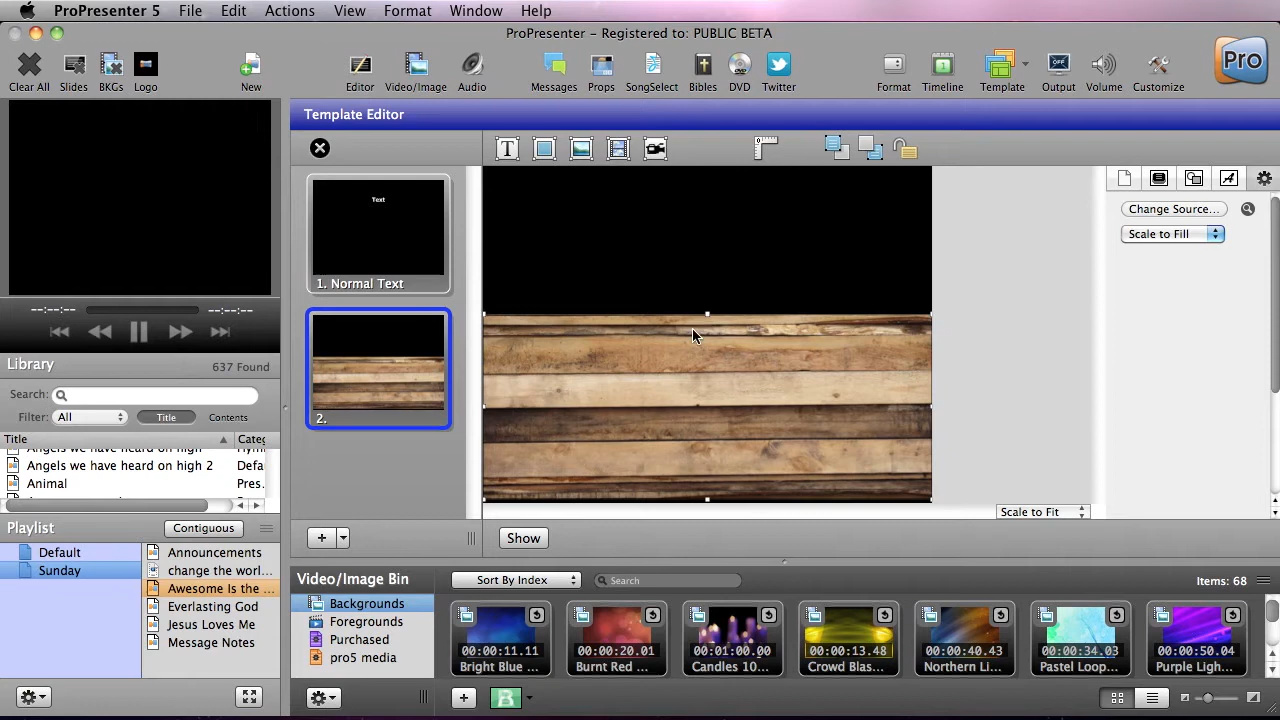 ProPresenter 5 File Edit Actions View Format Window Help
ProPresenter – Registered to: PUBLIC BETA
Clear All Slides BKGs Logo New Editor Video/Image Audio Messages Props SongSelect Bibles DVD Twitter Format Timeline Template Output Volume Customize
Pro
Template Editor
T
Text
1. Normal Text
2.
Change Source...
Scale to Fill
--:--:-- --:--:--
Library 637 Found
Search:
Filter: All Title Contents
Title
Angels we have heard on high 2 Defa
Animal Pres
Playlist Contiguous
Default
Sunday
Announcements
change the worl...
Awesome Is the ...
Everlasting God
Jesus Loves Me
Message Notes
Scale to Fit
+ Show
Video/Image Bin Sort By Index Search Items: 68
Backgrounds
Foregrounds
Purchased
pro5 media
00:00:11.11 00:00:20.01 00:01:00.00 00:00:13.48 00:00:40.43 00:00:34.03 00:00:50.04
Bright Blue ... Burnt Red ... Candles 10... Crowd Blas... Northern Li... Pastel Loop... Purple Ligh...
+ B